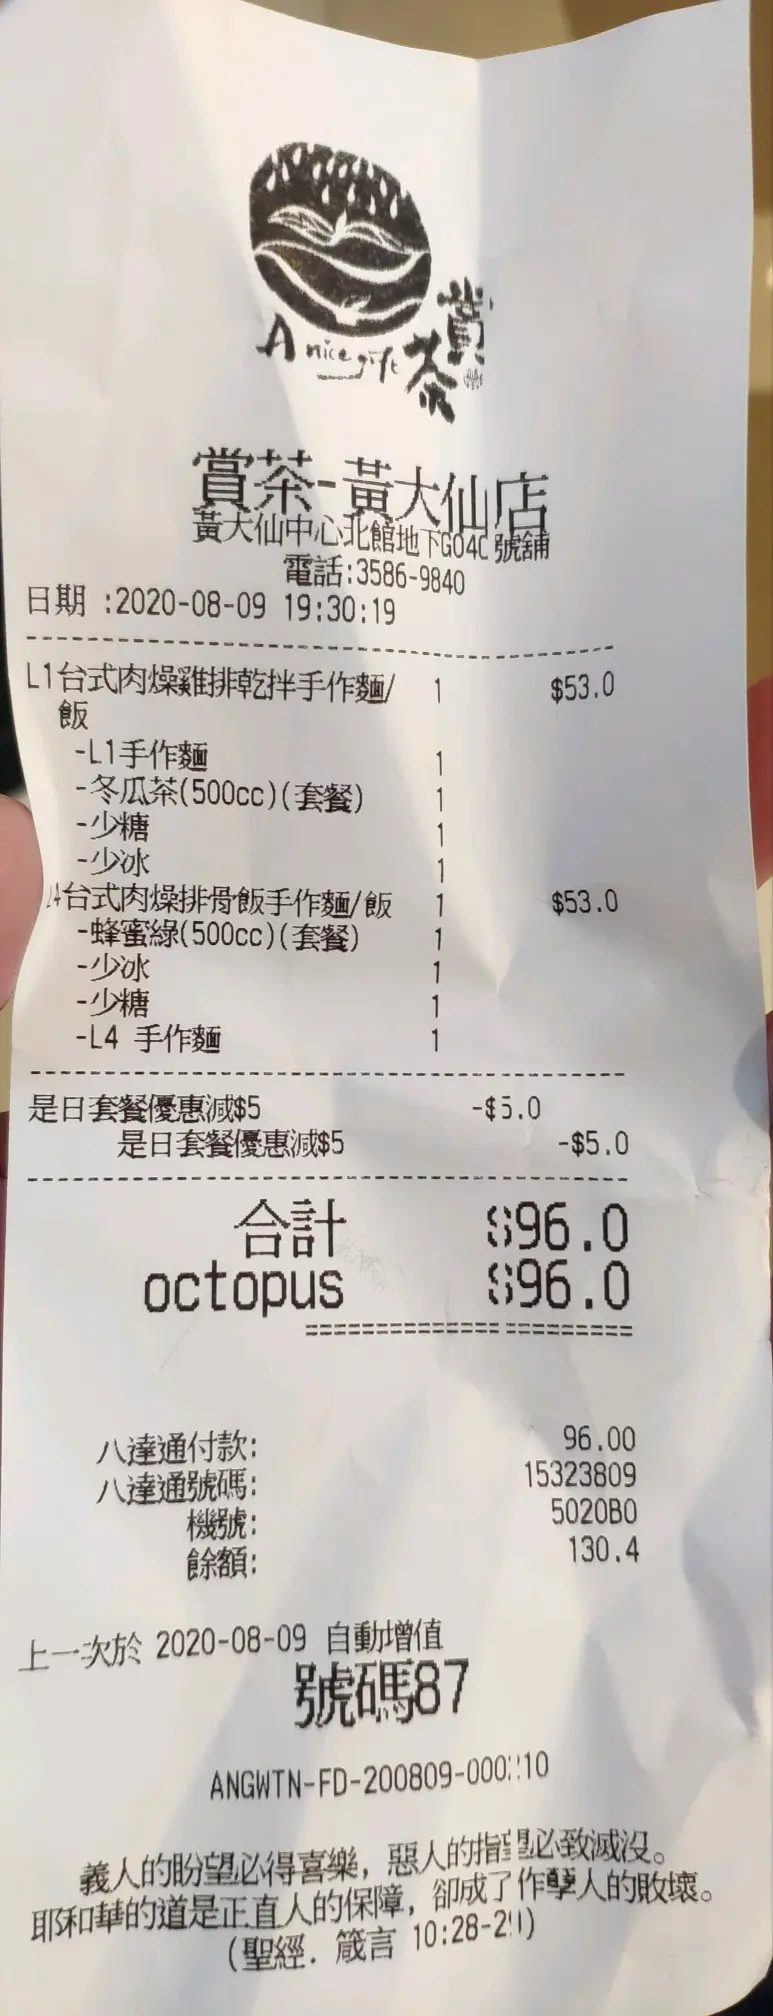 A nice gift 賞茶
賞茶-黃大仙店
黃大仙中心北館地下G04C 號舖
電話:3586-9840
日期 :2020-08-09 19:30:19
L1台式肉燥雞排乾拌手作麵/ 1 $53.0
飯
-L1手作麵 1
-冬瓜茶(500cc)(套餐) 1
-少糖 1
-少冰 1
L4台式肉燥排骨飯手作麵/飯 1 $53.0
-蜂蜜綠(500cc)(套餐) 1
-少冰 1
-少糖 1
-L4 手作麵 1
是日套餐優惠減$5 -$5.0
是日套餐優惠減$5 -$5.0
合計 $96.0
octopus $96.0
八達通付款: 96.00
八達通號碼: 15323809
機號: 5020B0
餘額: 130.4
上一次於 2020-08-09 自動增值
號碼87
義人的盼望必得喜樂，惡人的指望必致滅沒。
耶和華的道是正直人的保障，卻成了作孽人的敗壞。
(聖經. 箴言 10:28-29)